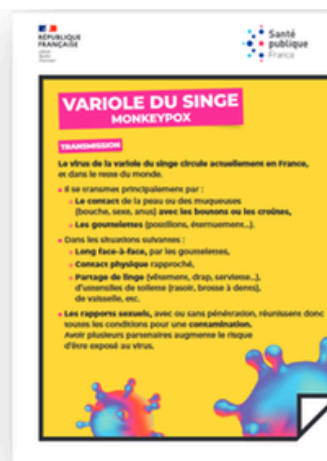 RÉPUBLIQUE
FRANÇAISE
Santé
publique
France
VARIOLE DU SINGE
MONKEYPOX
TRANSMISSION
Le virus de la variole du singe circule actuellement en France,
et dans le reste du monde.
Il se transmet principalement par :
Le contact de la peau ou des muqueuses
(bouche, sexe, anus) avec les boutons ou les croûtes,
Les gouttelettes (postillons, éternuement...).
Dans les situations suivantes :
Long face-à-face, par les gouttelettes,
Contact physique rapproché,
Partage de linge (vêtement, drap, serviette...),
d'ustensiles de toilette (rasoir, brosse à dents),
de vaisselle, etc.
Les rapports sexuels, avec ou sans pénétration, réunissent donc
toutes les conditions pour une contamination.
Avoir plusieurs partenaires augmente le risque
d'être exposé au virus.